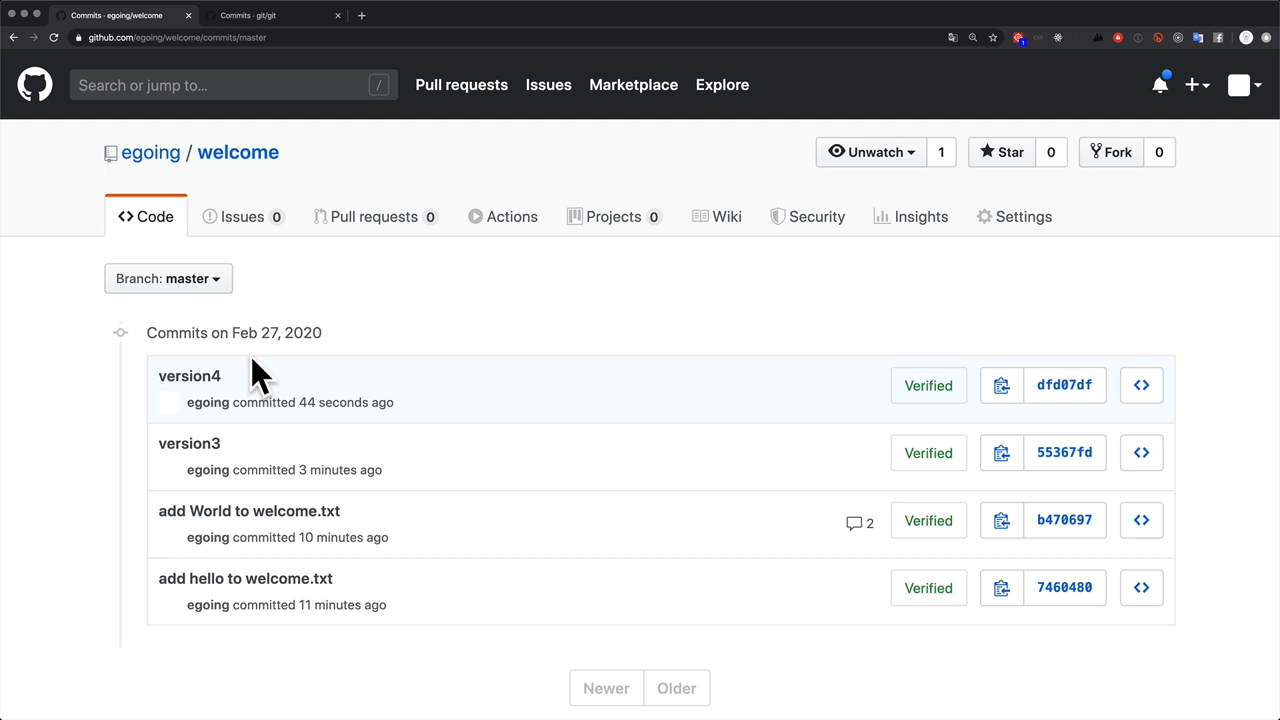 Commits · egoing/welcome
Commits · git/git
github.com/egoing/welcome/commits/master
1
Search or jump to…
/
Pull requests
Issues
Marketplace
Explore
egoing / welcome
Unwatch
1
Star
0
Fork
0
Code
Issues 0
Pull requests 0
Actions
Projects 0
Wiki
Security
Insights
Settings
Branch: master
Commits on Feb 27, 2020
version4
egoing committed 44 seconds ago
Verified
dfd07df
version3
egoing committed 3 minutes ago
Verified
55367fd
add World to welcome.txt
egoing committed 10 minutes ago
2
Verified
b470697
add hello to welcome.txt
egoing committed 11 minutes ago
Verified
7460480
Newer
Older